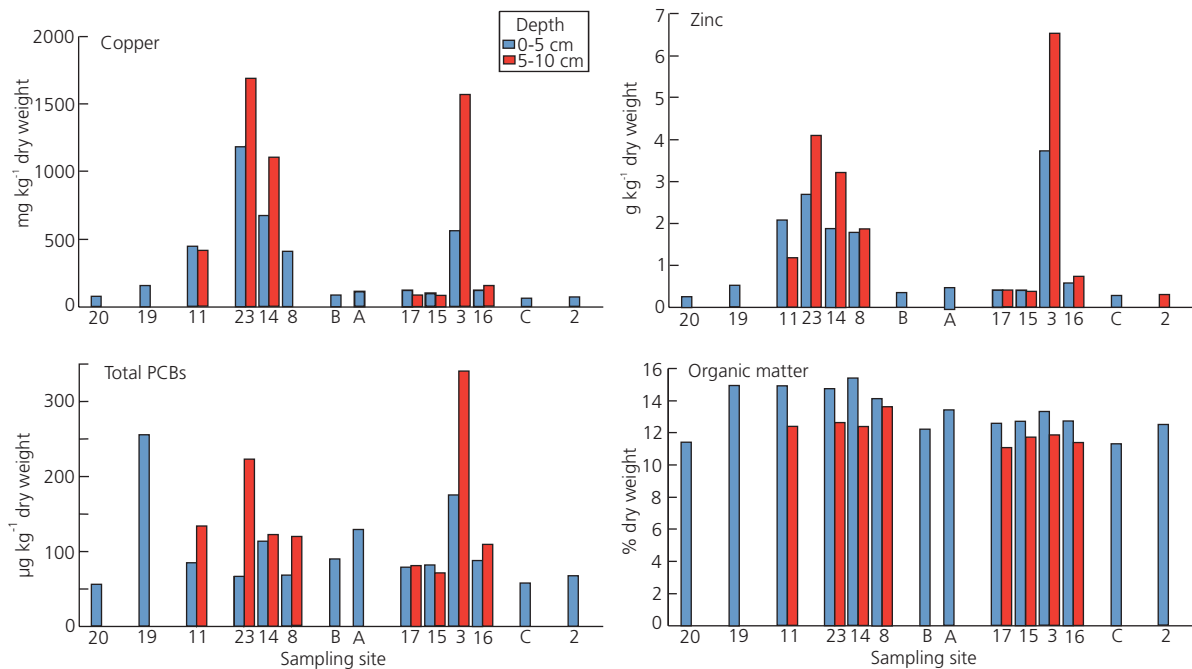 Copper
Depth
0-5 cm
5-10 cm
2000
1500
1000
500
0
mg kg⁻¹ dry weight
20 19 11 23 14 8 B A 17 15 3 16 C 2
Zinc
7
6
5
4
3
2
1
0
g kg⁻¹ dry weight
20 19 11 23 14 8 B A 17 15 3 16 C 2
Total PCBs
300
200
100
0
µg kg⁻¹ dry weight
20 19 11 23 14 8 B A 17 15 3 16 C 2
Sampling site
Organic matter
16
14
12
10
8
6
4
2
0
% dry weight
20 19 11 23 14 8 B A 17 15 3 16 C 2
Sampling site